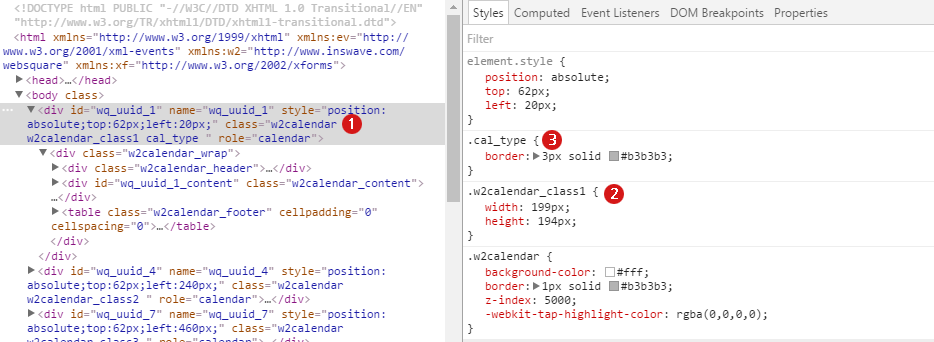 <!DOCTYPE html PUBLIC "-//W3C//DTD XHTML 1.0 Transitional//EN"
"http://www.w3.org/TR/xhtml1/DTD/xhtml1-transitional.dtd">
<html xmlns="http://www.w3.org/1999/xhtml" xmlns:ev="http://
www.w3.org/2001/xml-events" xmlns:w2="http://www.inswave.com/
websquare" xmlns:xf="http://www.w3.org/2002/xforms">
▶<head>…</head>
▼<body class>
… ▼<div id="wq_uuid_1" name="wq_uuid_1" style="position:
absolute;top:62px;left:20px;" class="w2calendar 1
w2calendar_class1 cal_type " role="calendar">
▼<div class="w2calendar_wrap">
▶<div class="w2calendar_header">…</div>
▶<div id="wq_uuid_1_content" class="w2calendar_content">
…</div>
▶<table class="w2calendar_footer" cellpadding="0"
cellspacing="0">…</table>
</div>
</div>
▶<div id="wq_uuid_4" name="wq_uuid_4" style="position:
absolute;top:62px;left:240px;" class="w2calendar
w2calendar_class2 " role="calendar">…</div>
▶<div id="wq_uuid_7" name="wq_uuid_7" style="position:
absolute;top:62px;left:460px;" class="w2calendar
w2calendar_class3 " role="calendar">…</div>
Styles Computed Event Listeners DOM Breakpoints Properties
Filter
element.style {
position: absolute;
top: 62px;
left: 20px;
}
.cal_type { 3
border:▶3px solid #b3b3b3;
}
.w2calendar_class1 { 2
width: 199px;
height: 194px;
}
.w2calendar {
background-color: #fff;
border:▶1px solid #b3b3b3;
z-index: 5000;
-webkit-tap-highlight-color: rgba(0,0,0,0);
}